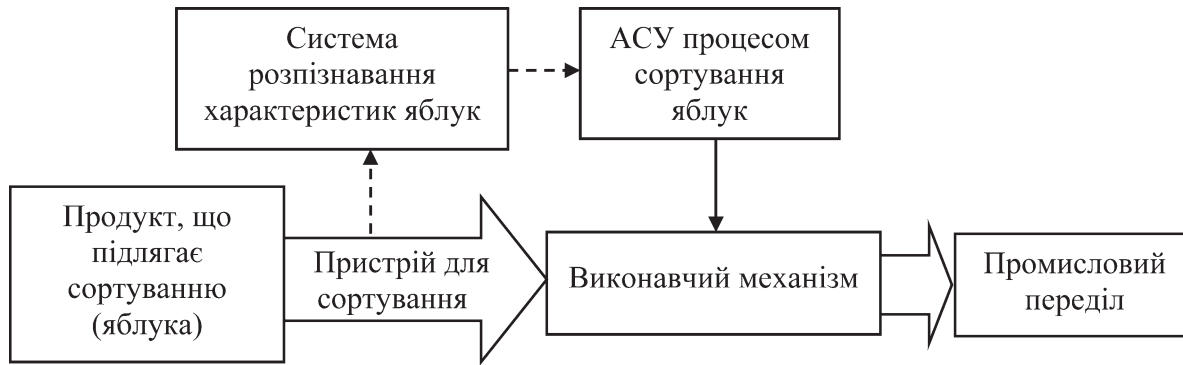 Система
розпізнавання
характеристик яблук
АСУ процесом
сортування
яблук
Продукт, що
підлягає
сортуванню
(яблука)
Пристрій для
сортування
Виконавчий механізм
Промисловий
переділ